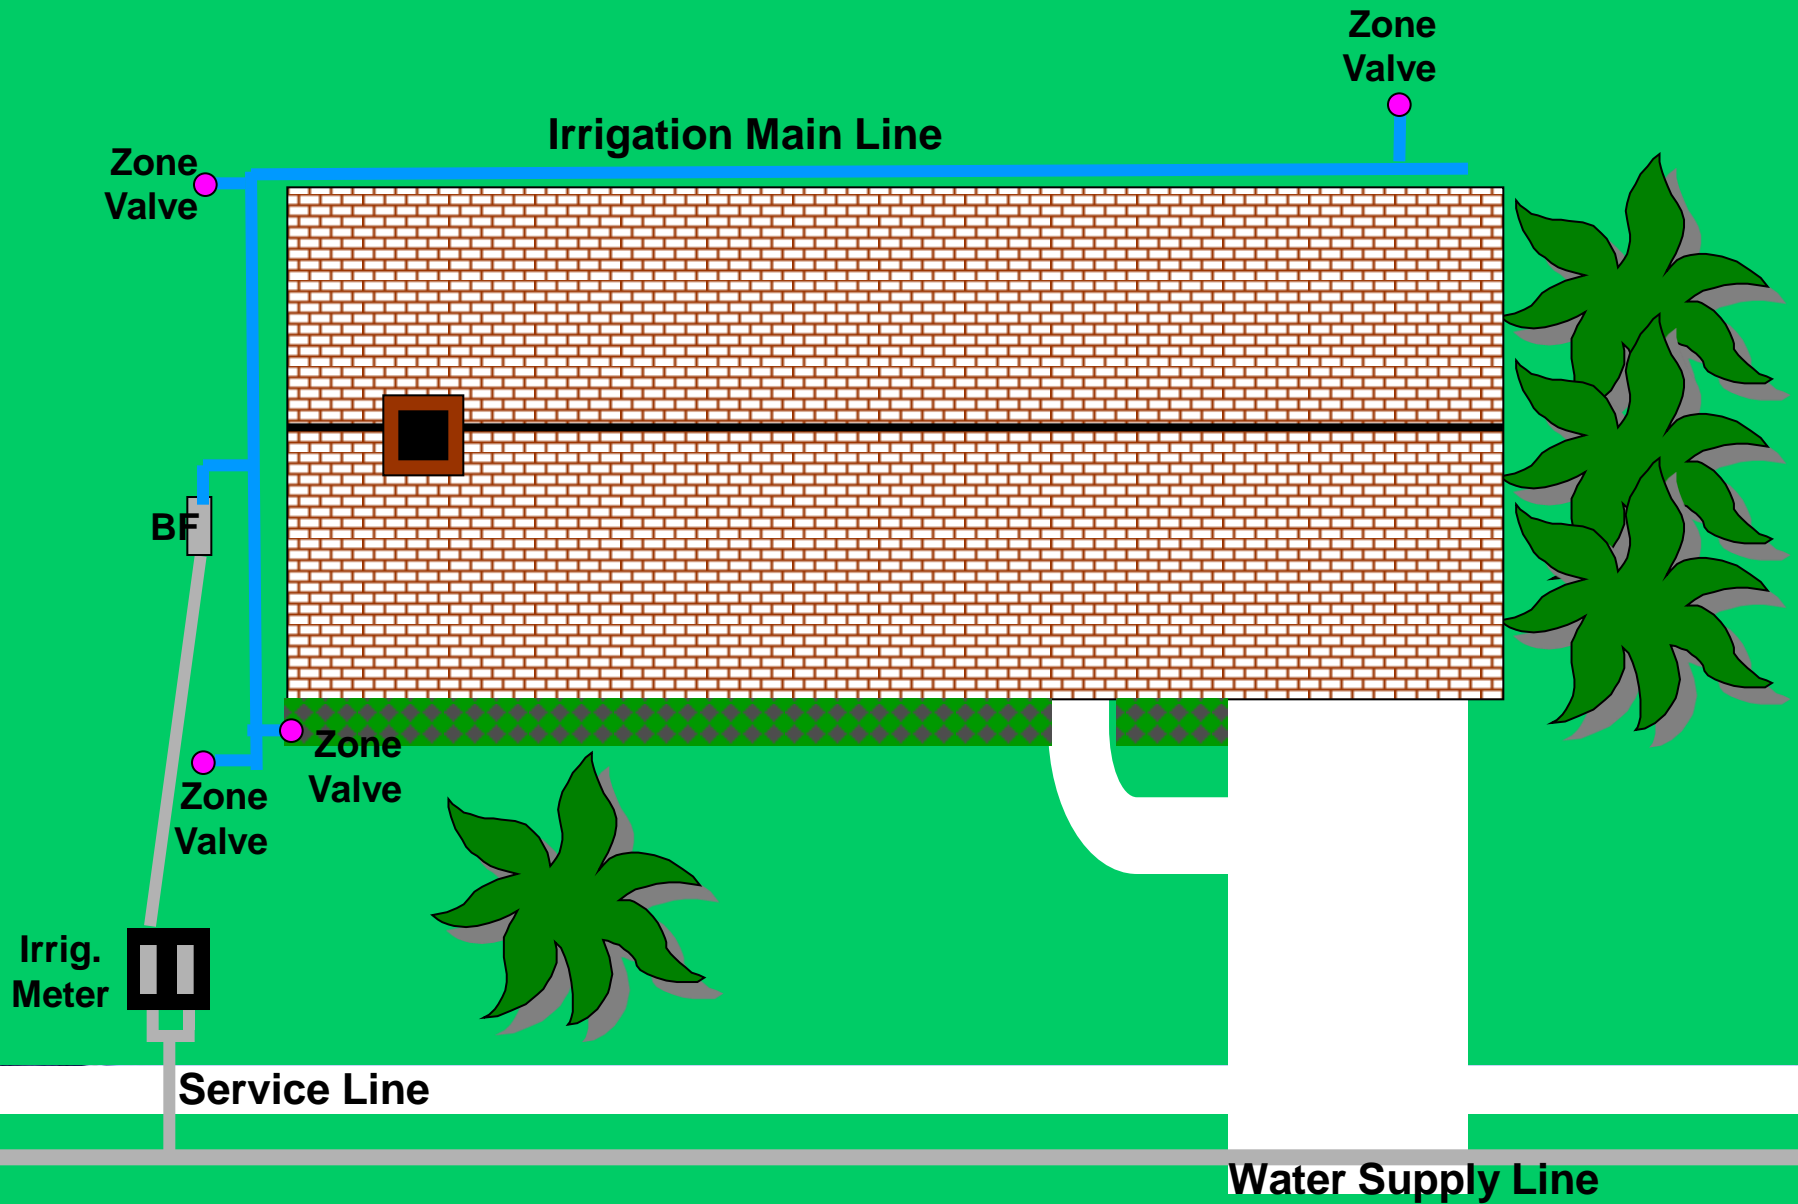 Zone
Valve
Irrigation Main Line
Zone
Valve
BF
Zone
Valve
Zone
Valve
Irrig.
Meter
Service Line
Water Supply Line